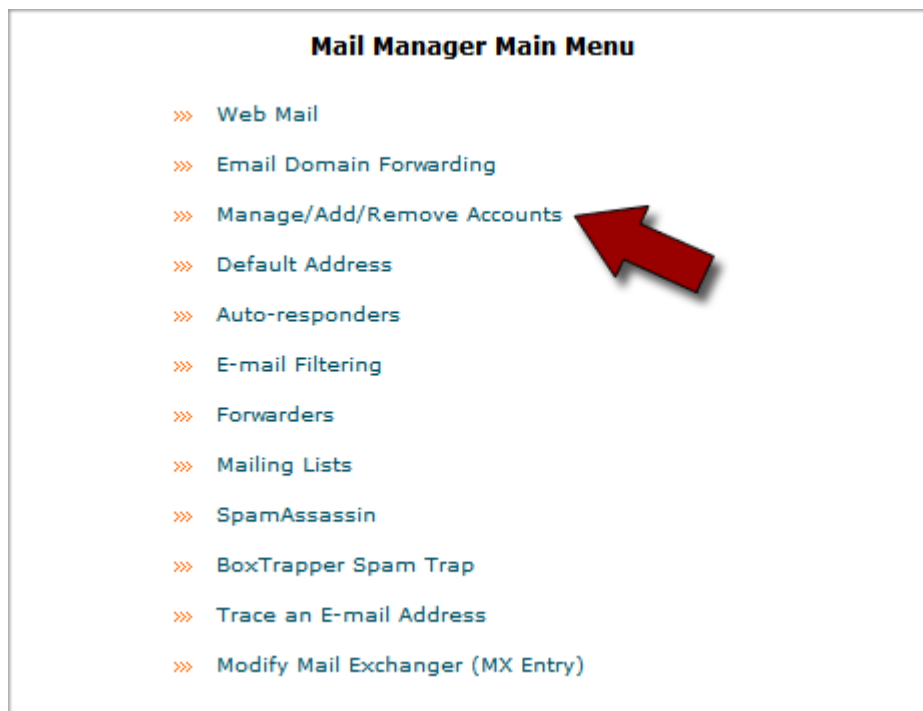 Mail Manager Main Menu
Web Mail
Email Domain Forwarding
Manage/Add/Remove Accounts
Default Address
Auto-responders
E-mail Filtering
Forwarders
Mailing Lists
SpamAssassin
BoxTrapper Spam Trap
Trace an E-mail Address
Modify Mail Exchanger (MX Entry)